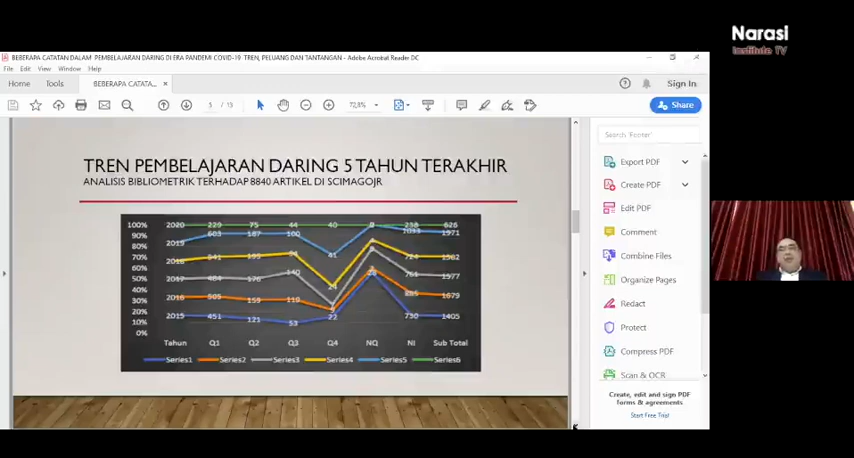 Narasi
Institute TV
BEBERAPA CATATAN DALAM PEMBELAJARAN DARING DI ERA PANDEMI COVID-19 TREN, PELUANG DAN TANTANGAN - Adobe Acrobat Reader DC
File Edit View Window Help
Home Tools BEBERAPA CATATA... × Sign In
5 / 13 72,8% Share
TREN PEMBELAJARAN DARING 5 TAHUN TERAKHIR
ANALISIS BIBLIOMETRIK TERHADAP 8840 ARTIKEL DI SCIMAGOJR
100% 2020 229 75 44 40 0 238 626
90% 2019 603 187 100 1971
80%
70% 2018 724 1582
60%
50% 2017 484 176 140 1577
40%
30% 2016 159 119 1679
20% 2015 451 121 53 22 730 1405
10%
0%
Tahun Q1 Q2 Q3 Q4 NQ NI Sub Total
Series1 Series2 Series3 Series4 Series5 Series6
Search 'Footer'
Export PDF
Create PDF
Edit PDF
Comment
Combine Files
Organize Pages
Redact
Protect
Compress PDF
Scan & OCR
Create, edit and sign PDF
Terms & agreements
Start Free Trial